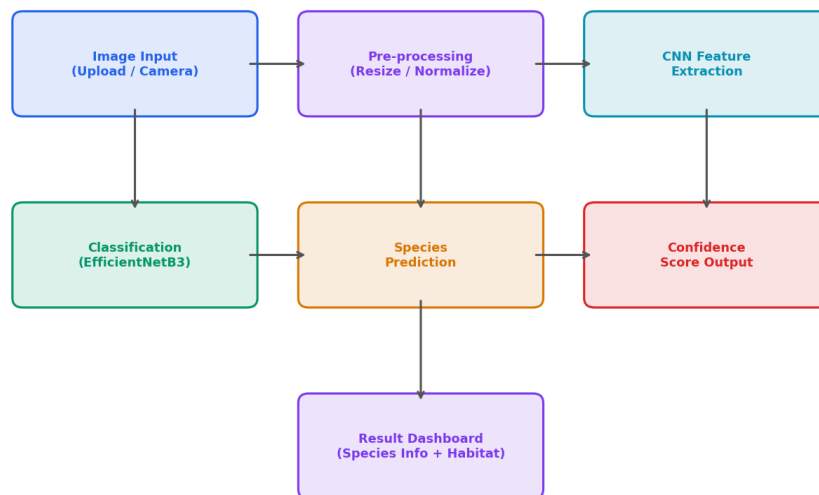 Image Input
(Upload / Camera)
Pre-processing
(Resize / Normalize)
CNN Feature
Extraction
Classification
(EfficientNetB3)
Species
Prediction
Confidence
Score Output
Result Dashboard
(Species Info + Habitat)